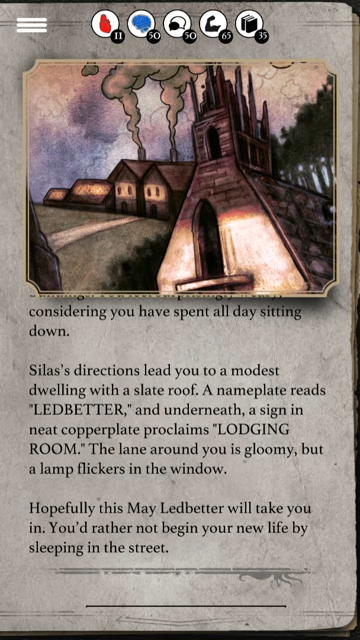 11 50 50 65 35
considering you have spent all day sitting
down.
Silas's directions lead you to a modest
dwelling with a slate roof. A nameplate reads
"LEDBETTER," and underneath, a sign in
neat copperplate proclaims "LODGING
ROOM." The lane around you is gloomy, but
a lamp flickers in the window.
Hopefully this May Ledbetter will take you
in. You'd rather not begin your new life by
sleeping in the street.